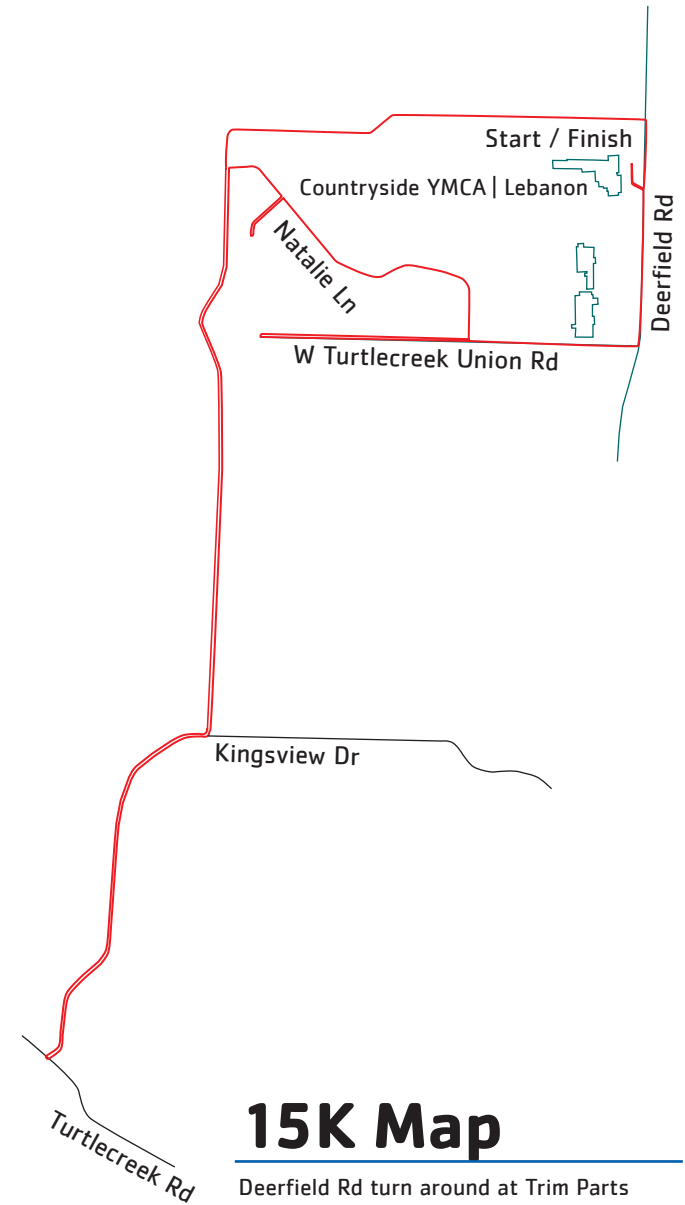 Start / Finish
Countryside YMCA | Lebanon
Deerfield Rd
Natalie Ln
W Turtlecreek Union Rd
Kingsview Dr
Turtlecreek Rd
15K Map
Deerfield Rd turn around at Trim Parts